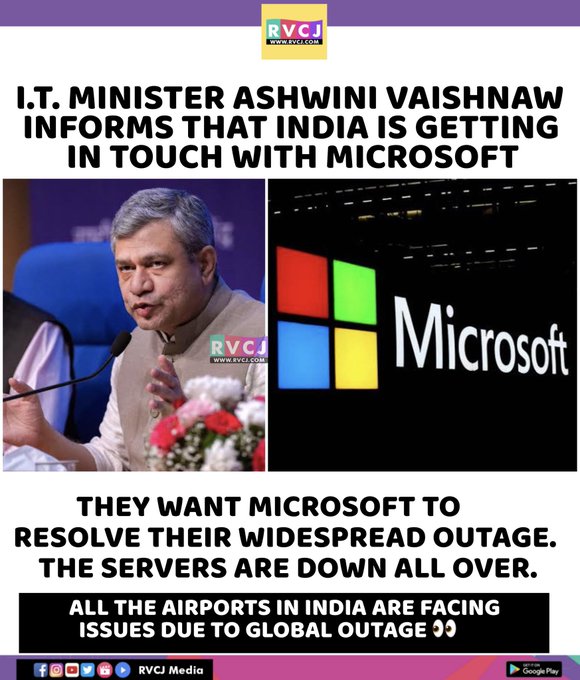 RVCJ
WWW.RVCJ.COM
I.T. MINISTER ASHWINI VAISHNAW
INFORMS THAT INDIA IS GETTING
IN TOUCH WITH MICROSOFT
RVCJ
WWW.RVCJ.COM
Microsoft
THEY WANT MICROSOFT TO
RESOLVE THEIR WIDESPREAD OUTAGE.
THE SERVERS ARE DOWN ALL OVER.
ALL THE AIRPORTS IN INDIA ARE FACING
ISSUES DUE TO GLOBAL OUTAGE 👀
RVCJ Media
GET IT ON
Google Play